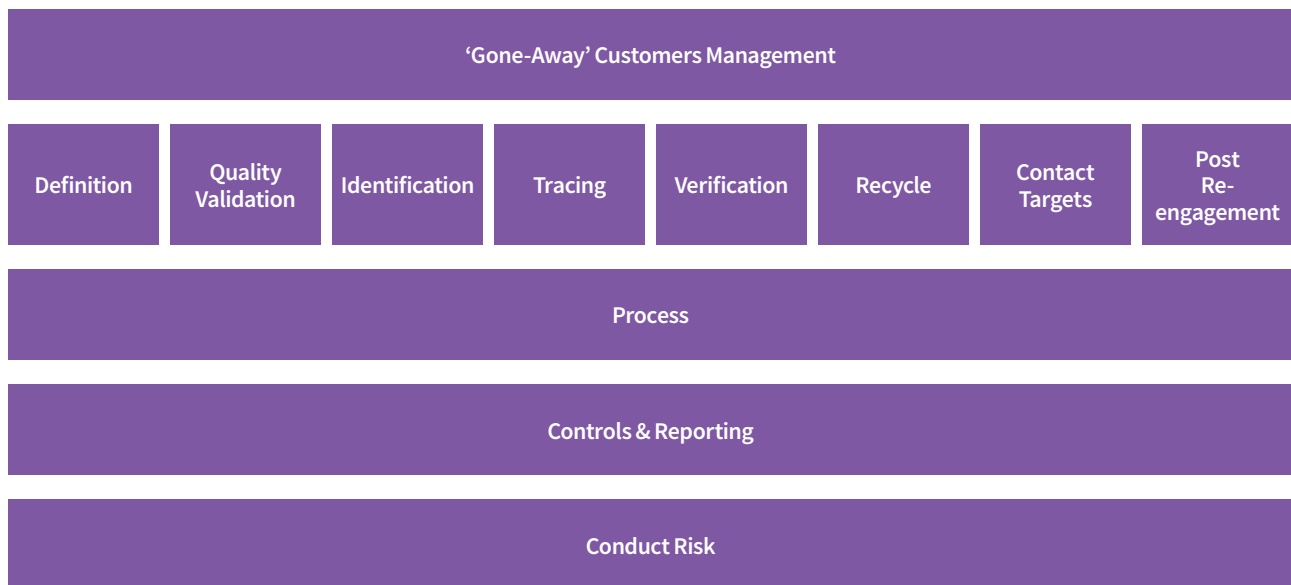 ‘Gone-Away’ Customers Management
Definition
Quality
Validation
Identification
Tracing
Verification
Recycle
Contact
Targets
Post
Re-
engagement
Process
Controls & Reporting
Conduct Risk